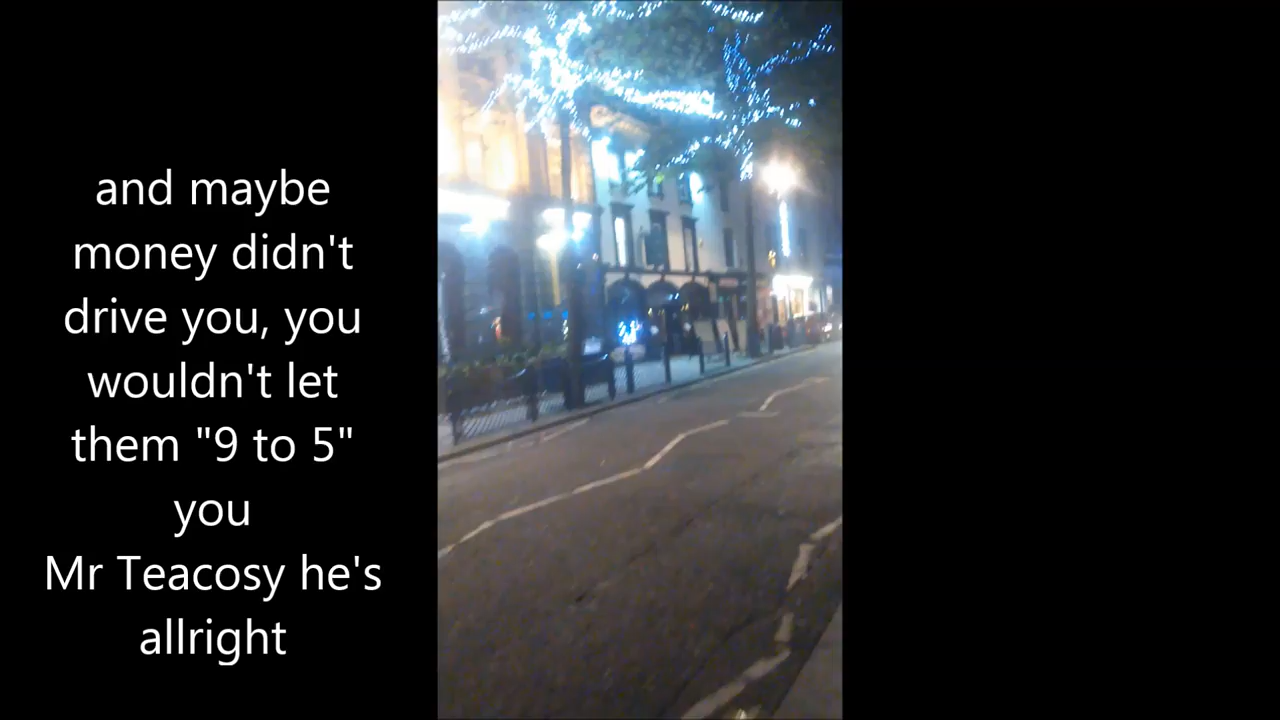 and maybe
money didn't
drive you, you
wouldn't let
them "9 to 5"
you
Mr Teacosy he's
allright